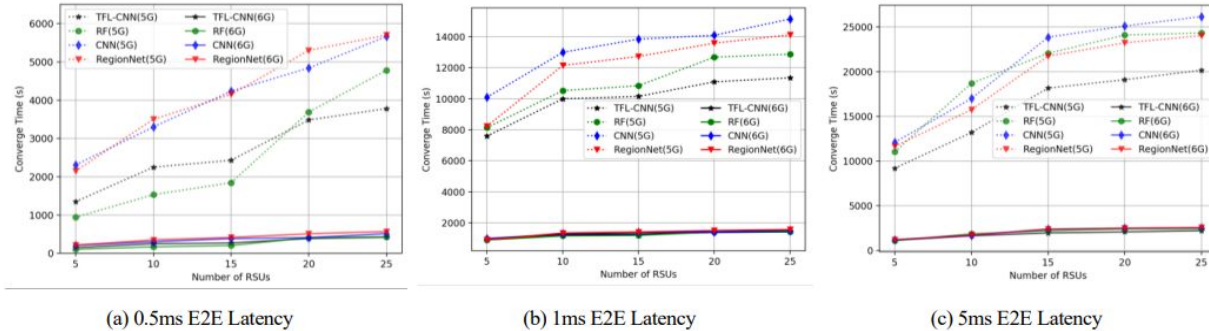 6000
5000
4000
3000
2000
1000
0
Converge Time (s)
TFL-CNN(5G)
RF(5G)
CNN(5G)
RegionNet(5G)
TFL-CNN(6G)
RF(6G)
CNN(6G)
RegionNet(6G)
5 10 15 20 25
Number of RSUs
(a) 0.5ms E2E Latency
14000
12000
10000
8000
6000
4000
2000
Converge Time (s)
TFL-CNN(5G)
RF(5G)
CNN(5G)
RegionNet(5G)
TFL-CNN(6G)
RF(6G)
CNN(6G)
RegionNet(6G)
5 10 15 20 25
Number of RSUs
(b) 1ms E2E Latency
25000
20000
15000
10000
5000
0
Converge Time (s)
TFL-CNN(5G)
RF(5G)
CNN(5G)
RegionNet(5G)
TFL-CNN(6G)
RF(6G)
CNN(6G)
RegionNet(6G)
5 10 15 20 25
Number of RSUs
(c) 5ms E2E Latency